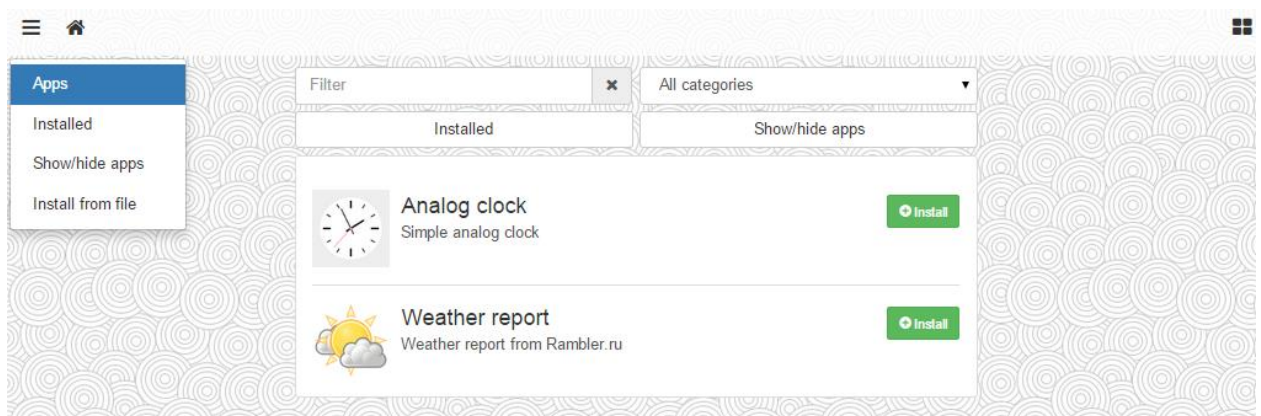 Apps
Installed
Show/hide apps
Install from file
Filter
All categories
Installed
Show/hide apps
Analog clock
Simple analog clock
Install
Weather report
Weather report from Rambler.ru
Install